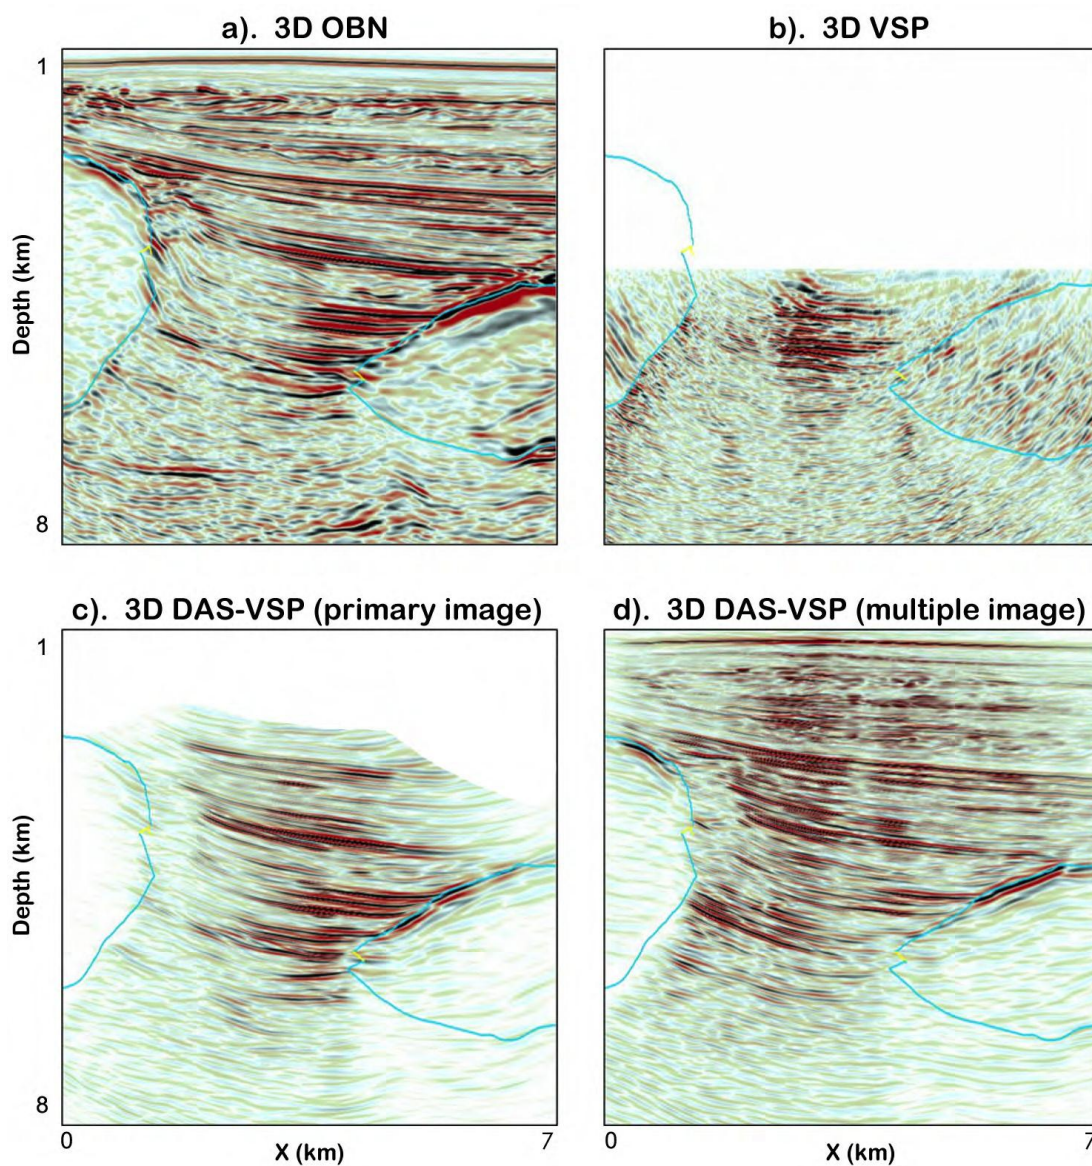 a). 3D OBN
b). 3D VSP
1
Depth (km)
8
c). 3D DAS-VSP (primary image)
d). 3D DAS-VSP (multiple image)
1
Depth (km)
8
0
X (km)
7
0
X (km)
7